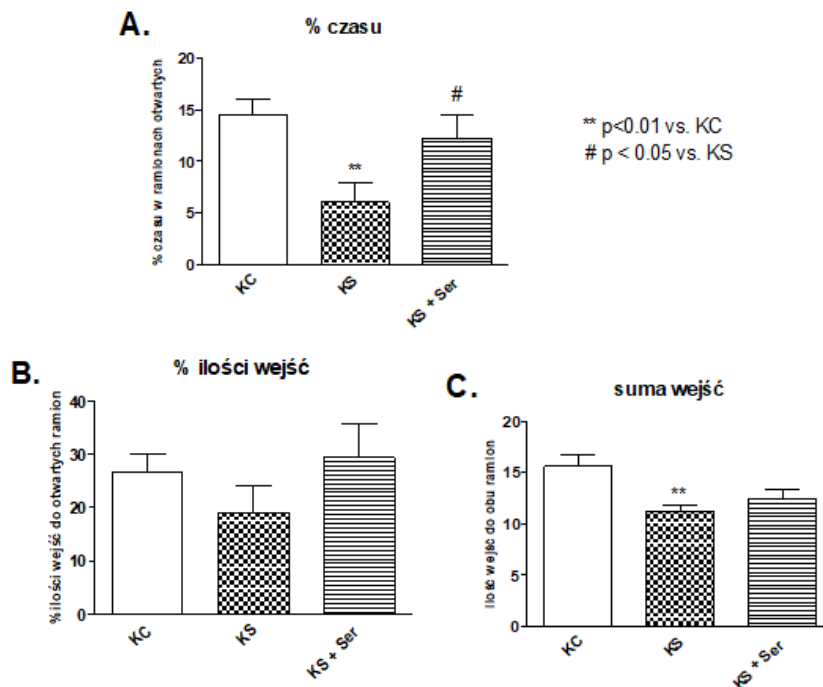 A.
% czasu
% czasu w ramionach otwartych
20
15
10
5
0
**
#
KC
KS
KS + Ser
** p<0.01 vs. KC
# p < 0.05 vs. KS
B.
% ilości wejść
% ilości wejść do otwartych ramion
40
30
20
10
0
KC
KS
KS + Ser
C.
suma wejść
Ilość wejść do obu ramion
20
15
10
5
0
**
KC
KS
KS + Ser